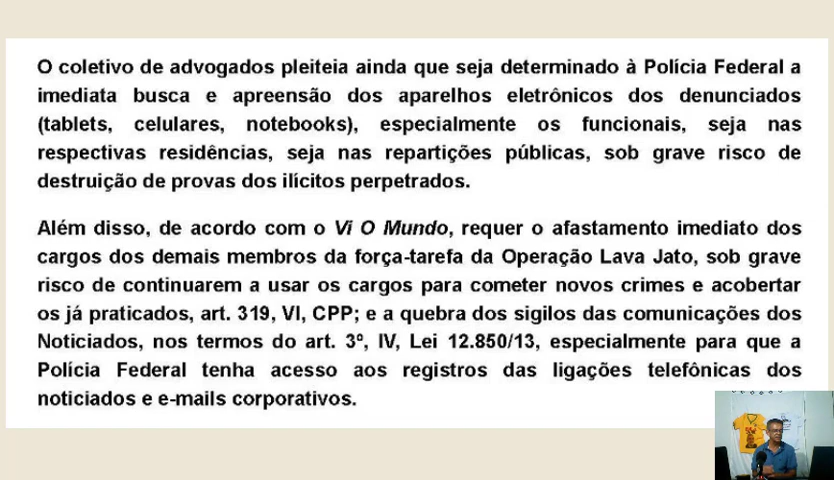 O coletivo de advogados pleiteia ainda que seja determinado à Polícia Federal a
imediata busca e apreensão dos aparelhos eletrônicos dos denunciados
(tablets, celulares, notebooks), especialmente os funcionais, seja nas
respectivas residências, seja nas repartições públicas, sob grave risco de
destruição de provas dos ilícitos perpetrados.
Além disso, de acordo com o Vi O Mundo, requer o afastamento imediato dos
cargos dos demais membros da força-tarefa da Operação Lava Jato, sob grave
risco de continuarem a usar os cargos para cometer novos crimes e acobertar
os já praticados, art. 319, VI, CPP; e a quebra dos sigilos das comunicações dos
Noticiados, nos termos do art. 3º, IV, Lei 12.850/13, especialmente para que a
Polícia Federal tenha acesso aos registros das ligações telefônicas dos
noticiados e e-mails corporativos.